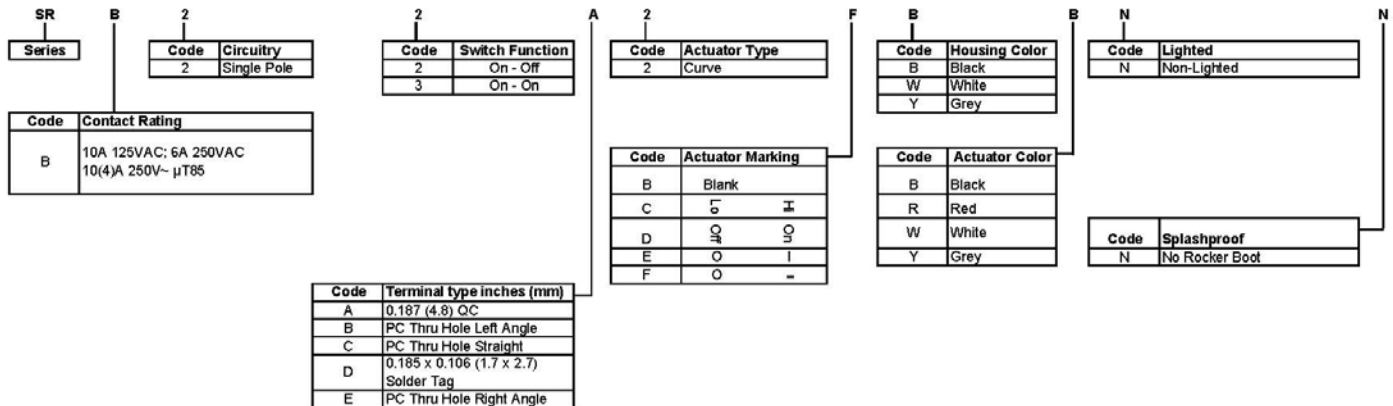 SR B 2 2 A 2 F B B N N
Series
Code Circuitry
2 Single Pole
Code Switch Function
2 On - Off
3 On - On
Code Actuator Type
2 Curve
Code Housing Color
B Black
W White
Y Grey
Code Lighted
N Non-Lighted
Code Contact Rating
B 10A 125VAC; 6A 250VAC
10(4)A 250V~ µT85
Code Actuator Marking
B Blank
C Lo Hi
D Off On
E O I
F O –
Code Actuator Color
B Black
R Red
W White
Y Grey
Code Splashproof
N No Rocker Boot
Code Terminal type inches (mm)
A 0.187 (4.8) QC
B PC Thru Hole Left Angle
C PC Thru Hole Straight
D 0.185 x 0.106 (1.7 x 2.7)
Solder Tag
E PC Thru Hole Right Angle